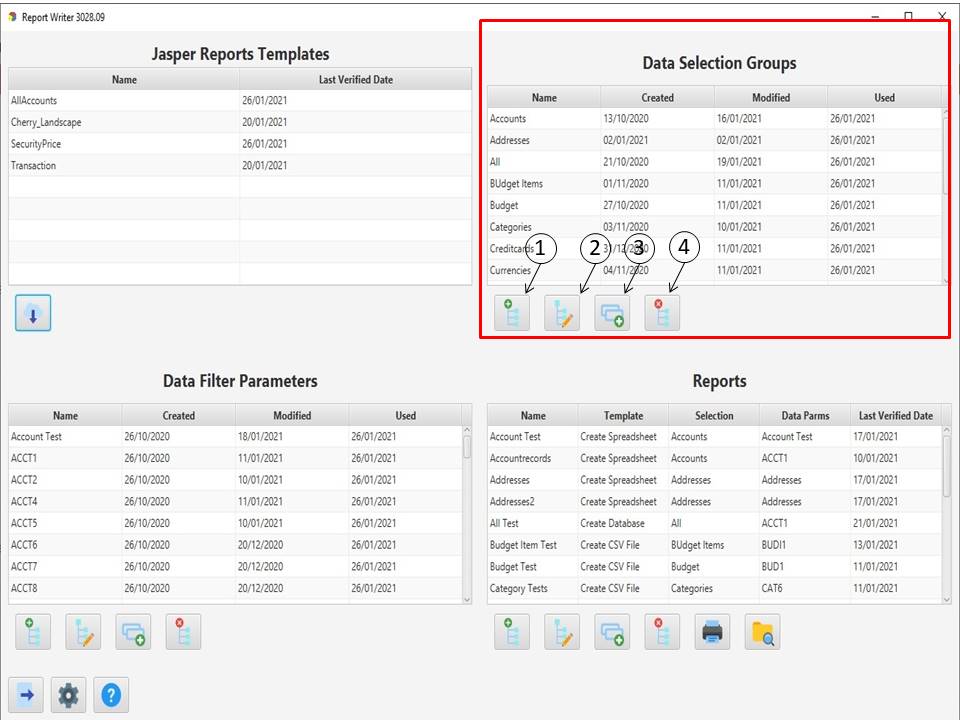 Report Writer 3028.09
Jasper Reports Templates
Name Last Verified Date
AllAccounts 26/01/2021
Cherry_Landscape 20/01/2021
SecurityPrice 26/01/2021
Transaction 20/01/2021
Data Selection Groups
Name Created Modified Used
Accounts 13/10/2020 16/01/2021 26/01/2021
Addresses 02/01/2021 02/01/2021 26/01/2021
All 21/10/2020 19/01/2021 26/01/2021
BUdget Items 01/11/2020 11/01/2021 26/01/2021
Budget 27/10/2020 11/01/2021 26/01/2021
Categories 03/11/2020 10/01/2021 26/01/2021
Creditcards 31/12/2020 11/01/2021 26/01/2021
Currencies 04/11/2020 11/01/2021 26/01/2021
1 2 3 4
Data Filter Parameters
Name Created Modified Used
Account Test 26/10/2020 18/01/2021 26/01/2021
ACCT1 26/10/2020 11/01/2021 26/01/2021
ACCT2 26/10/2020 10/01/2021 26/01/2021
ACCT4 26/10/2020 11/01/2021 26/01/2021
ACCT5 26/10/2020 10/01/2021 26/01/2021
ACCT6 26/10/2020 20/12/2020 26/01/2021
ACCT7 26/10/2020 20/12/2020 26/01/2021
ACCT8 26/10/2020 20/12/2020 26/01/2021
Reports
Name Template Selection Data Parms Last Verified Date
Account Test Create Spreadsheet Accounts Account Test 17/01/2021
Accountrecords Create Spreadsheet Accounts ACCT1 10/01/2021
Addresses Create Spreadsheet Addresses Addresses 17/01/2021
Addresses2 Create Spreadsheet Addresses Addresses 17/01/2021
All Test Create Database All ACCT1 21/01/2021
Budget Item Test Create CSV File BUdget Items BUDI1 13/01/2021
Budget Test Create CSV File Budget BUD1 11/01/2021
Category Tests Create CSV File Categories CAT6 11/01/2021
?